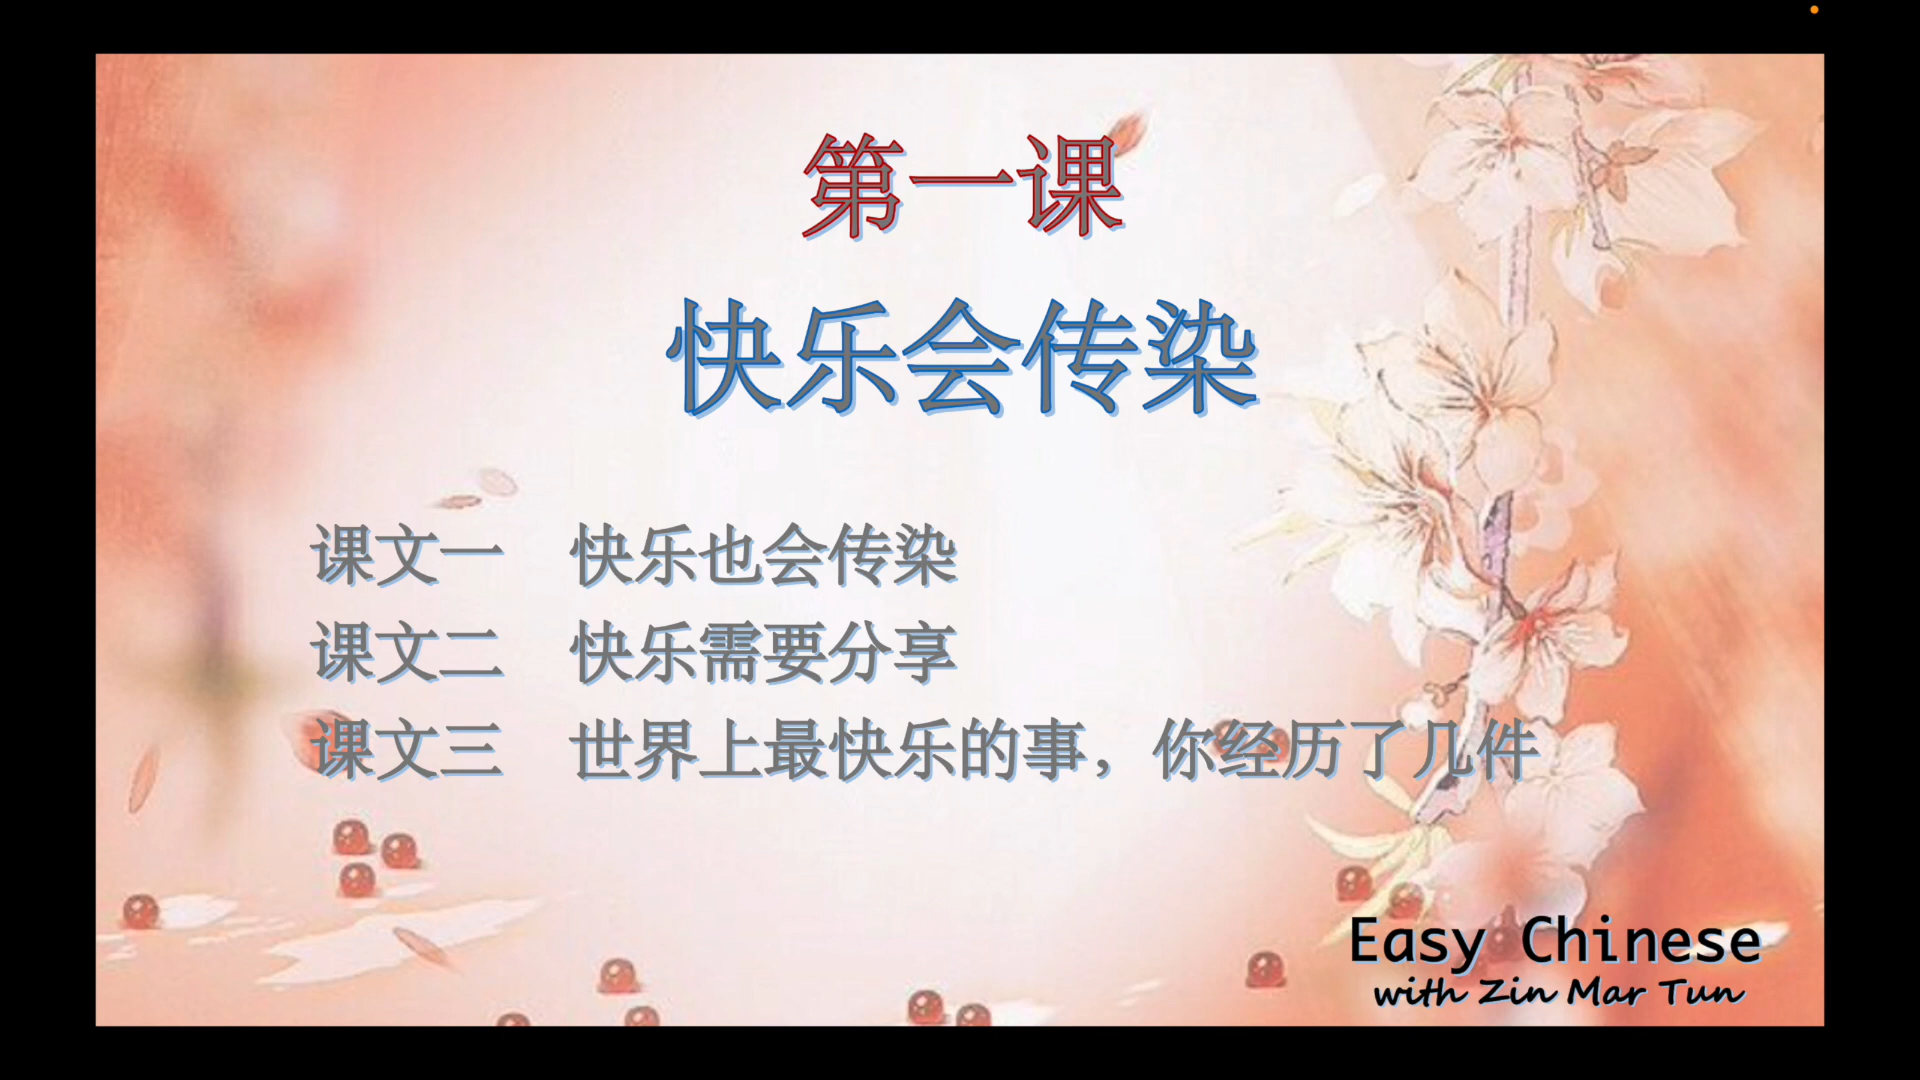 第一课
快乐会传染
课文一 快乐也会传染
课文二 快乐需要分享
课文三 世界上最快乐的事，你经历了几件
Easy Chinese
with Zin Mar Tun